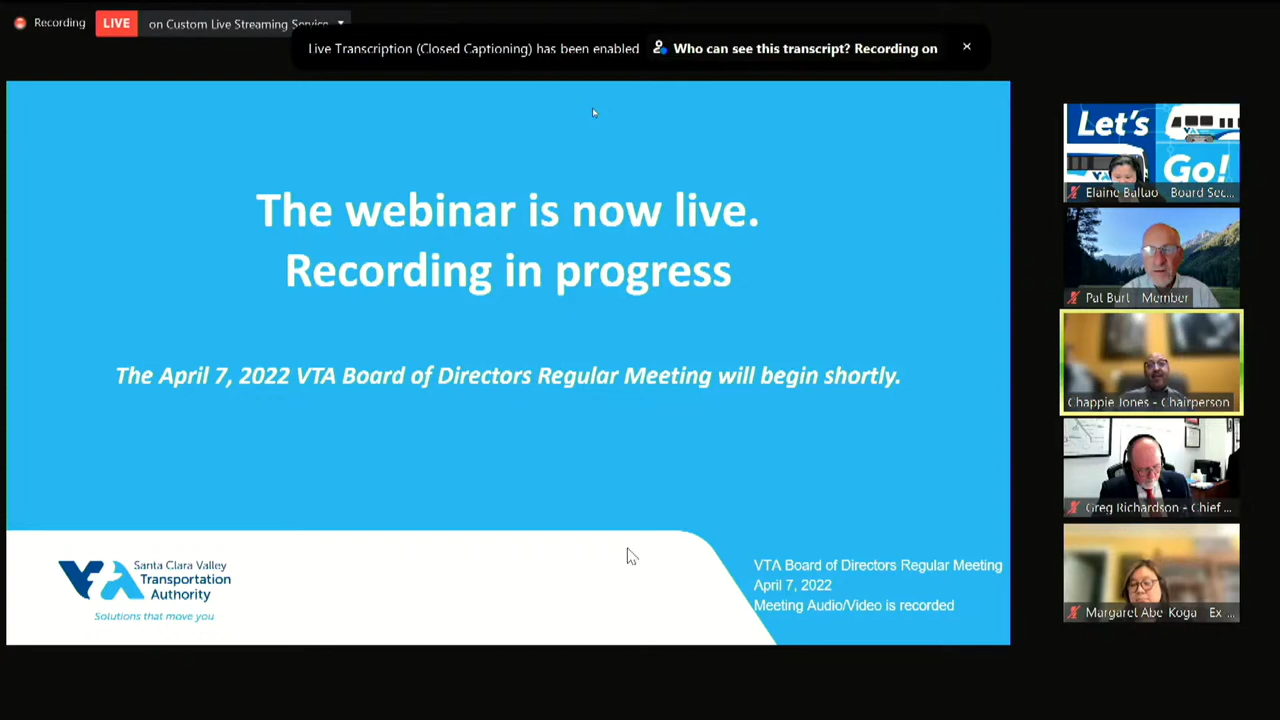 Recording
LIVE
on Custom Live Streaming Service
Live Transcription (Closed Captioning) has been enabled
Who can see this transcript? Recording on
The webinar is now live.
Recording in progress
The April 7, 2022 VTA Board of Directors Regular Meeting will begin shortly.
VTA
Santa Clara Valley
Transportation
Authority
Solutions that move you
VTA Board of Directors Regular Meeting
April 7, 2022
Meeting Audio/Video is recorded
Let's
Go!
Elaine Baltao - Board Sec...
Pat Burt - Member
Chappie Jones - Chairperson
Greg Richardson - Chief ...
Margaret Abe Koga - Ex ...